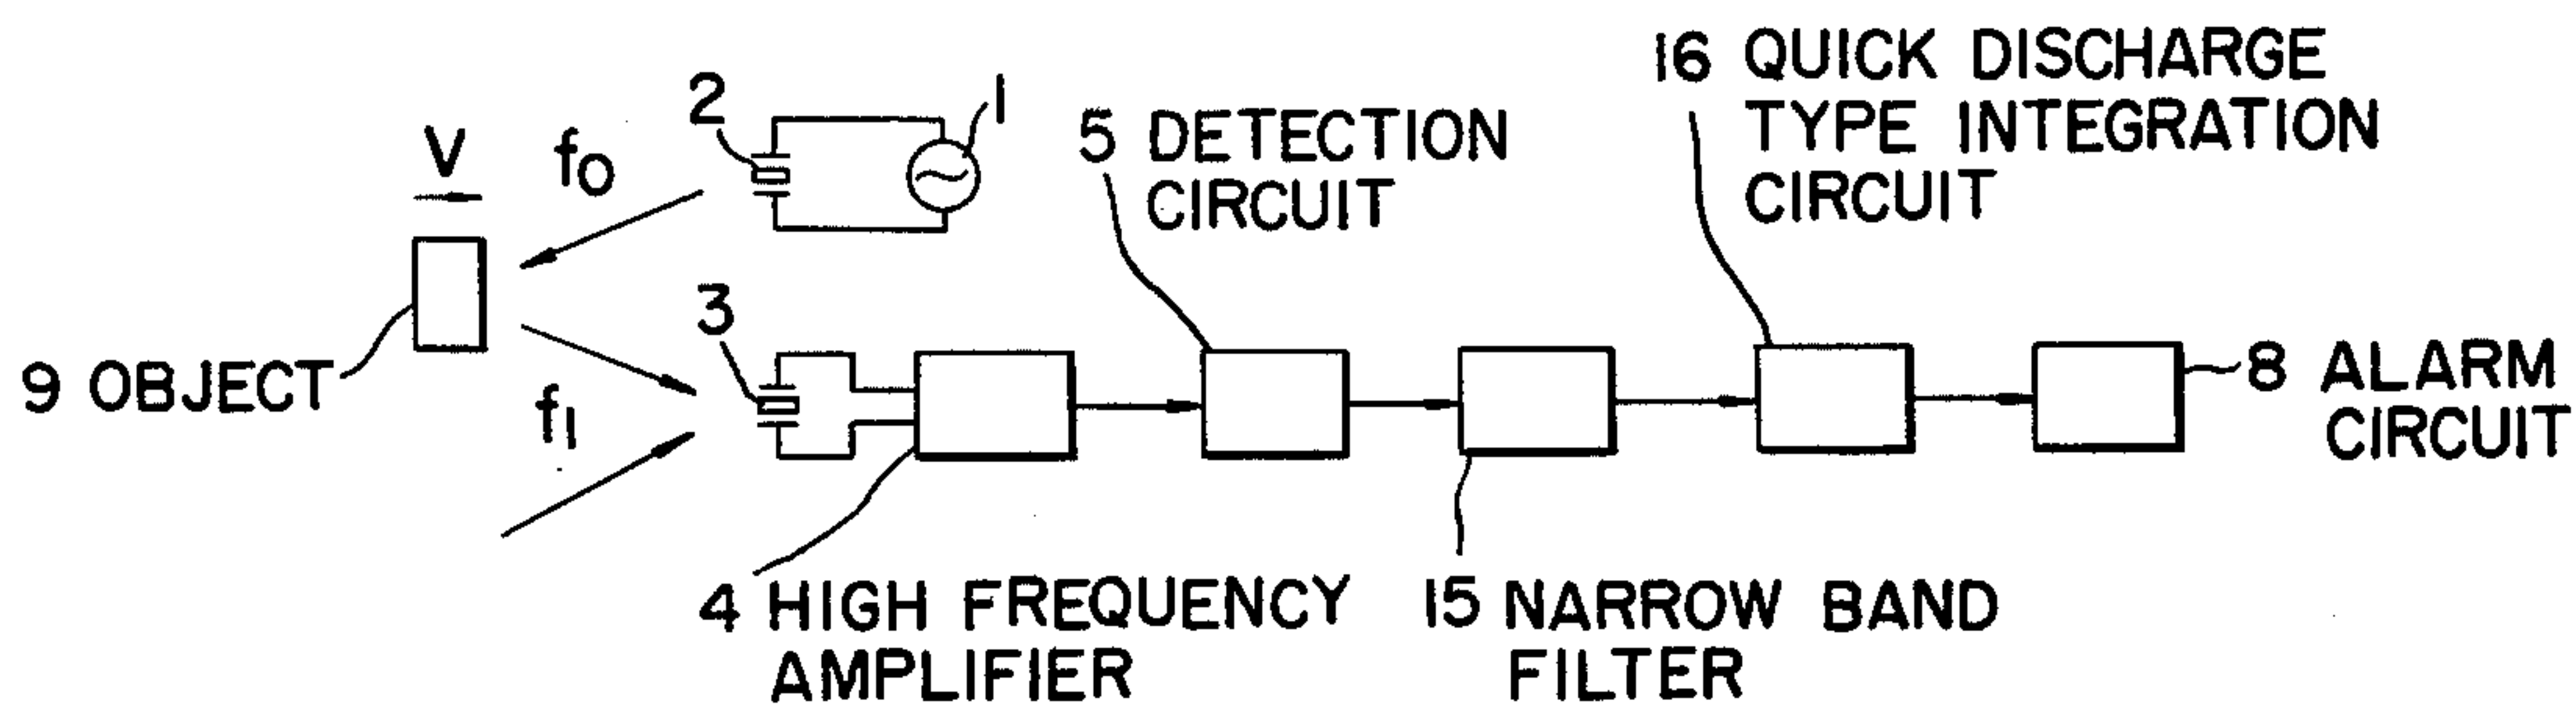 16 QUICK DISCHARGE
TYPE INTEGRATION
CIRCUIT
2
1
5 DETECTION
CIRCUIT
V
f0
3
9 OBJECT
f1
8 ALARM
CIRCUIT
4 HIGH FREQUENCY
AMPLIFIER
15 NARROW BAND
FILTER